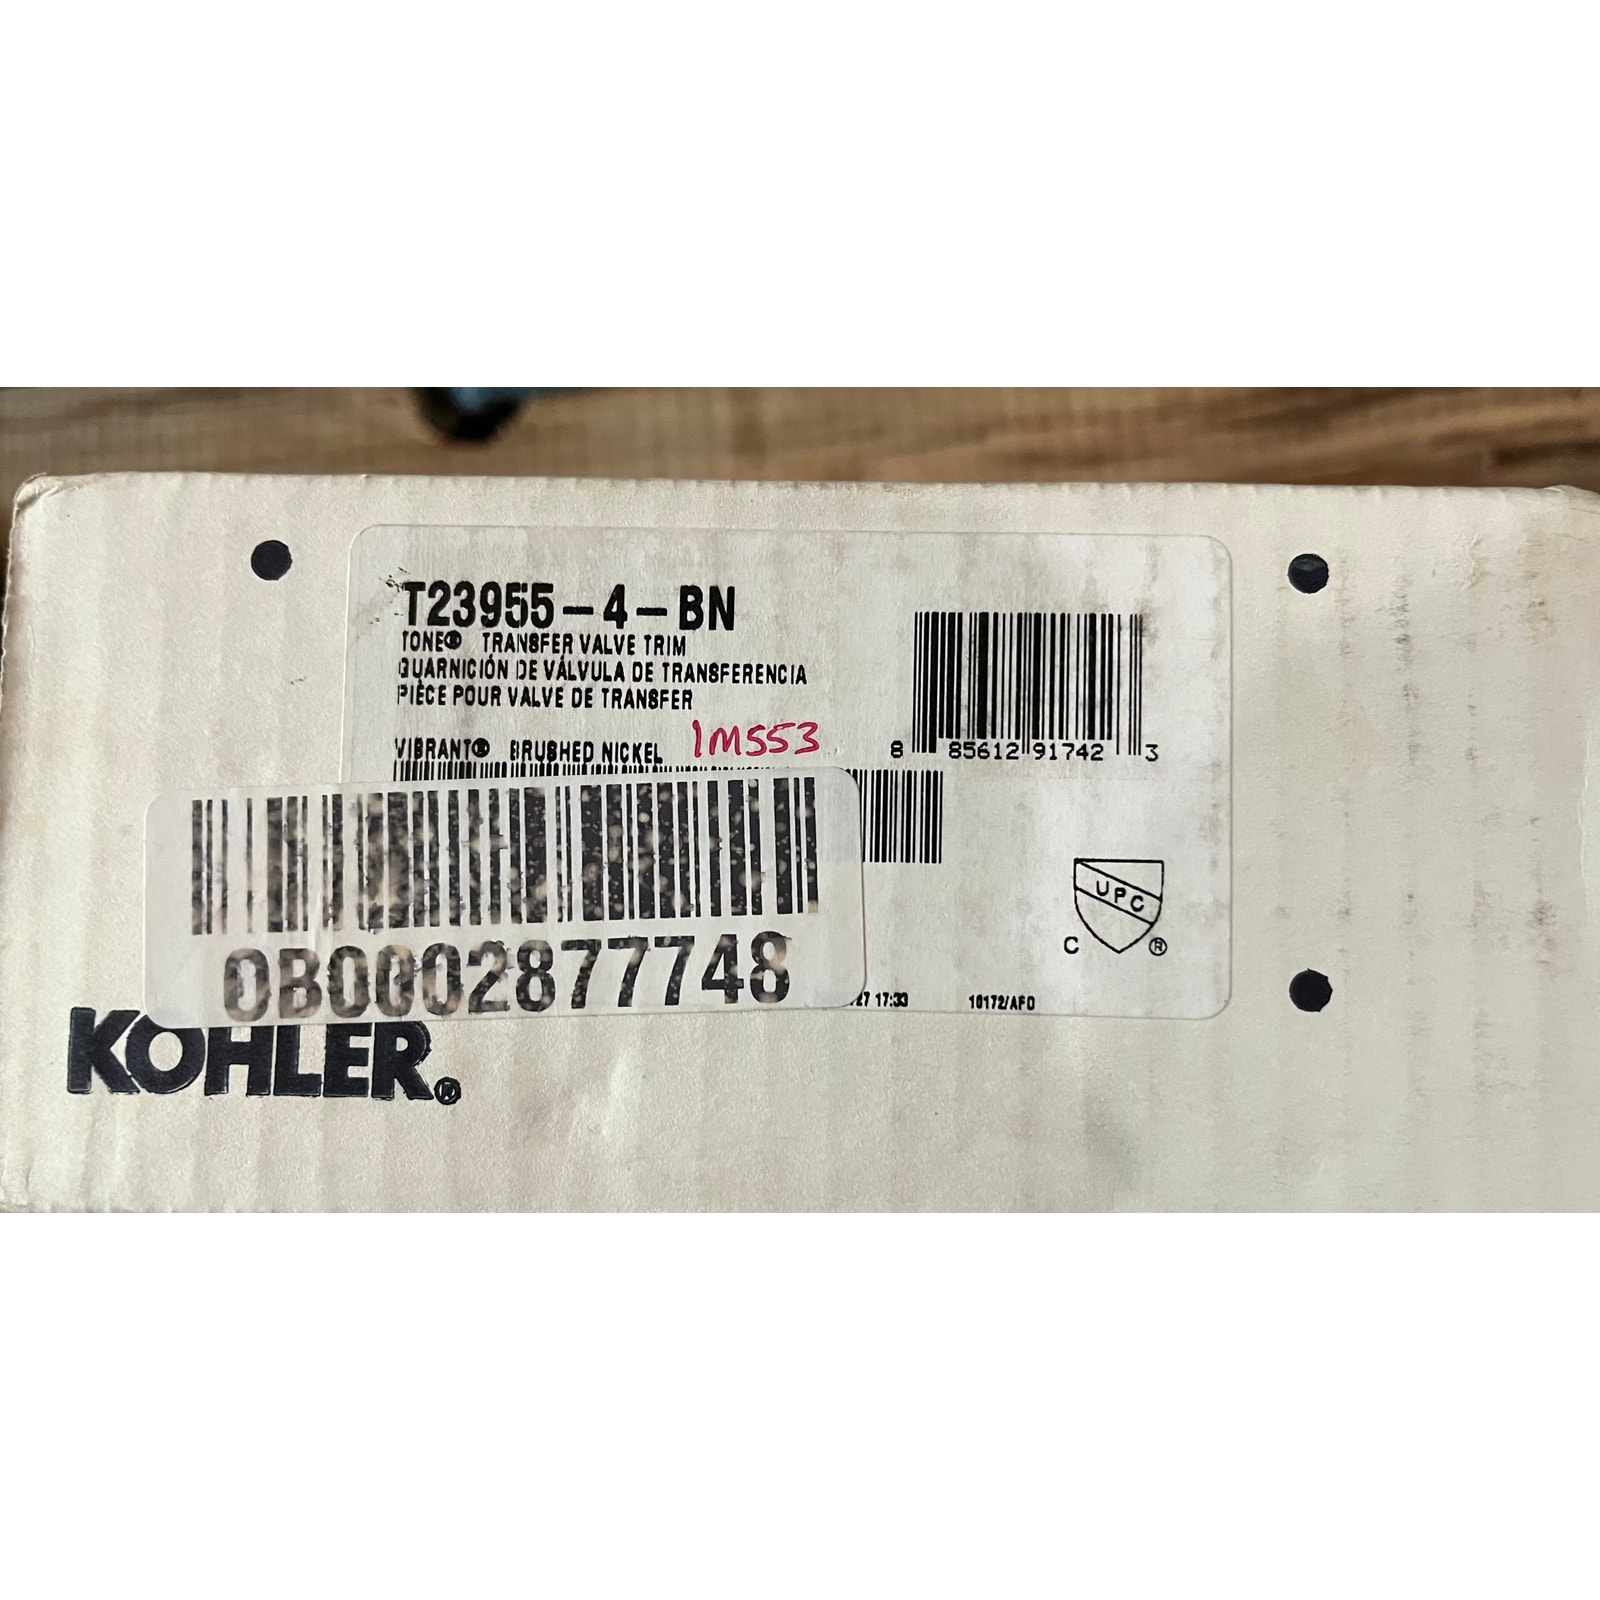 T23955-4-BN
TONE® TRANSFER VALVE TRIM
GUARNICIÓN DE VÁLVULA DE TRANSFERENCIA
PIÈCE POUR VALVE DE TRANSFER
VIBRANT® BRUSHED NICKEL
1M553
8 85612 91742 3
0B0002877748
UPC
C ®
27 17:33
10172/AFO
KOHLER®